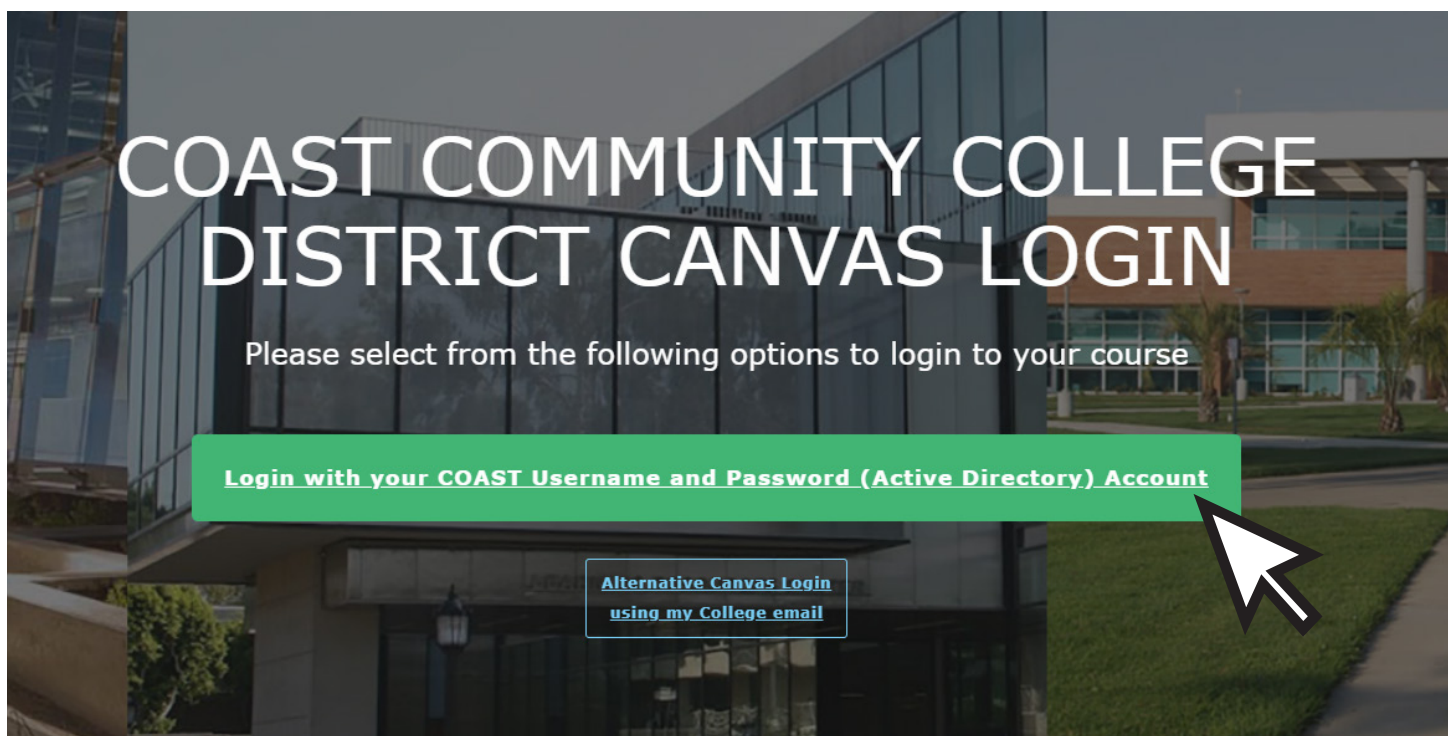 COAST COMMUNITY COLLEGE
DISTRICT CANVAS LOGIN
Please select from the following options to login to your course
Login with your COAST Username and Password (Active Directory) Account
Alternative Canvas Login
using my College email